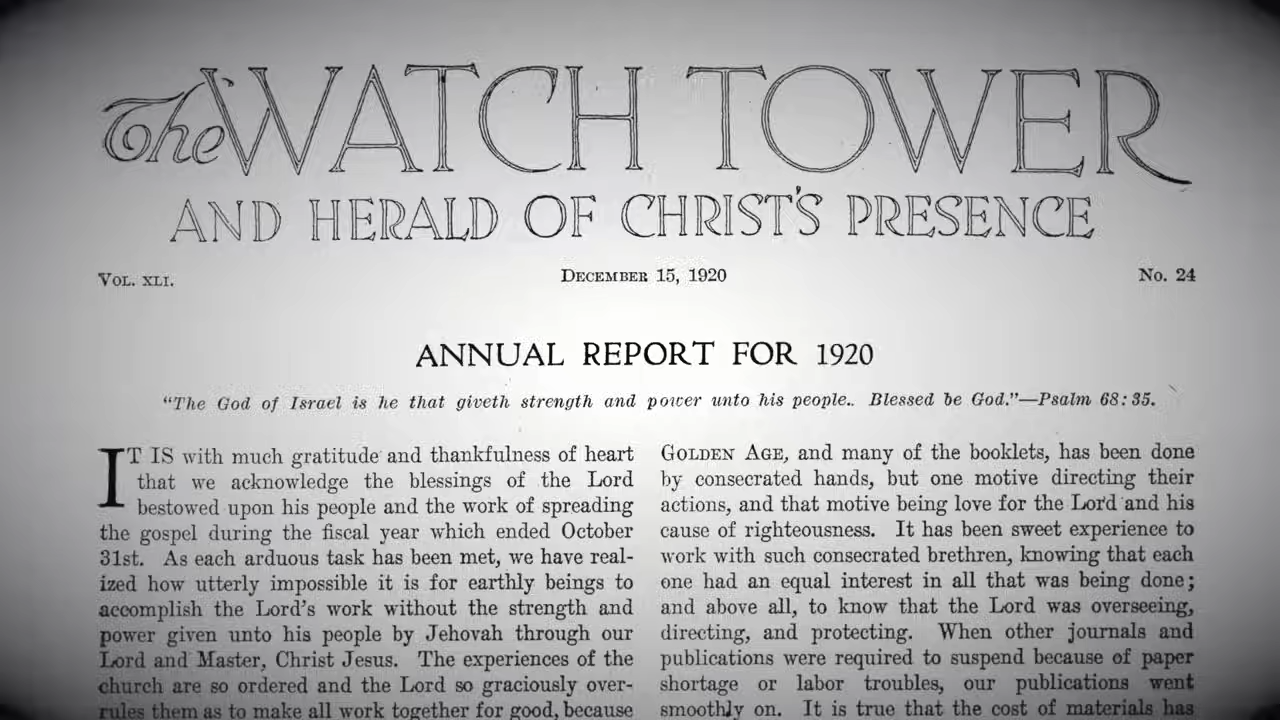 The WATCH TOWER
AND HERALD OF CHRIST'S PRESENCE
VOL. XLI.
DECEMBER 15, 1920
No. 24
ANNUAL REPORT FOR 1920
"The God of Israel is he that giveth strength and power unto his people.. Blessed be God."—Psalm 68:35.
IT IS with much gratitude and thankfulness of heart
that we acknowledge the blessings of the Lord
bestowed upon his people and the work of spreading
the gospel during the fiscal year which ended October
31st. As each arduous task has been met, we have real-
ized how utterly impossible it is for earthly beings to
accomplish the Lord's work without the strength and
power given unto his people by Jehovah through our
Lord and Master, Christ Jesus. The experiences of the
church are so ordered and the Lord so graciously over-
rules them as to make all work together for good, because
GOLDEN AGE, and many of the booklets, has been done
by consecrated hands, but one motive directing their
actions, and that motive being love for the Lord and his
cause of righteousness. It has been sweet experience to
work with such consecrated brethren, knowing that each
one had an equal interest in all that was being done;
and above all, to know that the Lord was overseeing,
directing, and protecting. When other journals and
publications were required to suspend because of paper
shortage or labor troubles, our publications went
smoothly on. It is true that the cost of materials has